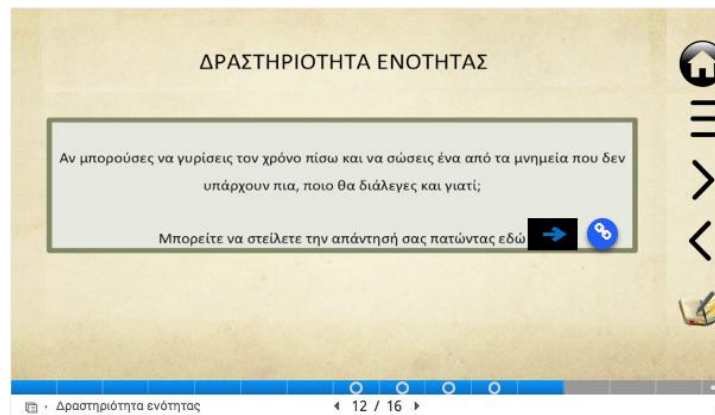 ΔΡΑΣΤΗΡΙΟΤΗΤΑ ΕΝΟΤΗΤΑΣ
Αν μπορούσες να γυρίσεις τον χρόνο πίσω και να σώσεις ένα από τα μνημεία που δεν
υπάρχουν πια, ποιο θα διάλεγες και γιατί;
Μπορείτε να στείλετε την απάντησή σας πατώντας εδώ
Δραστηριότητα ενότητας
12 / 16